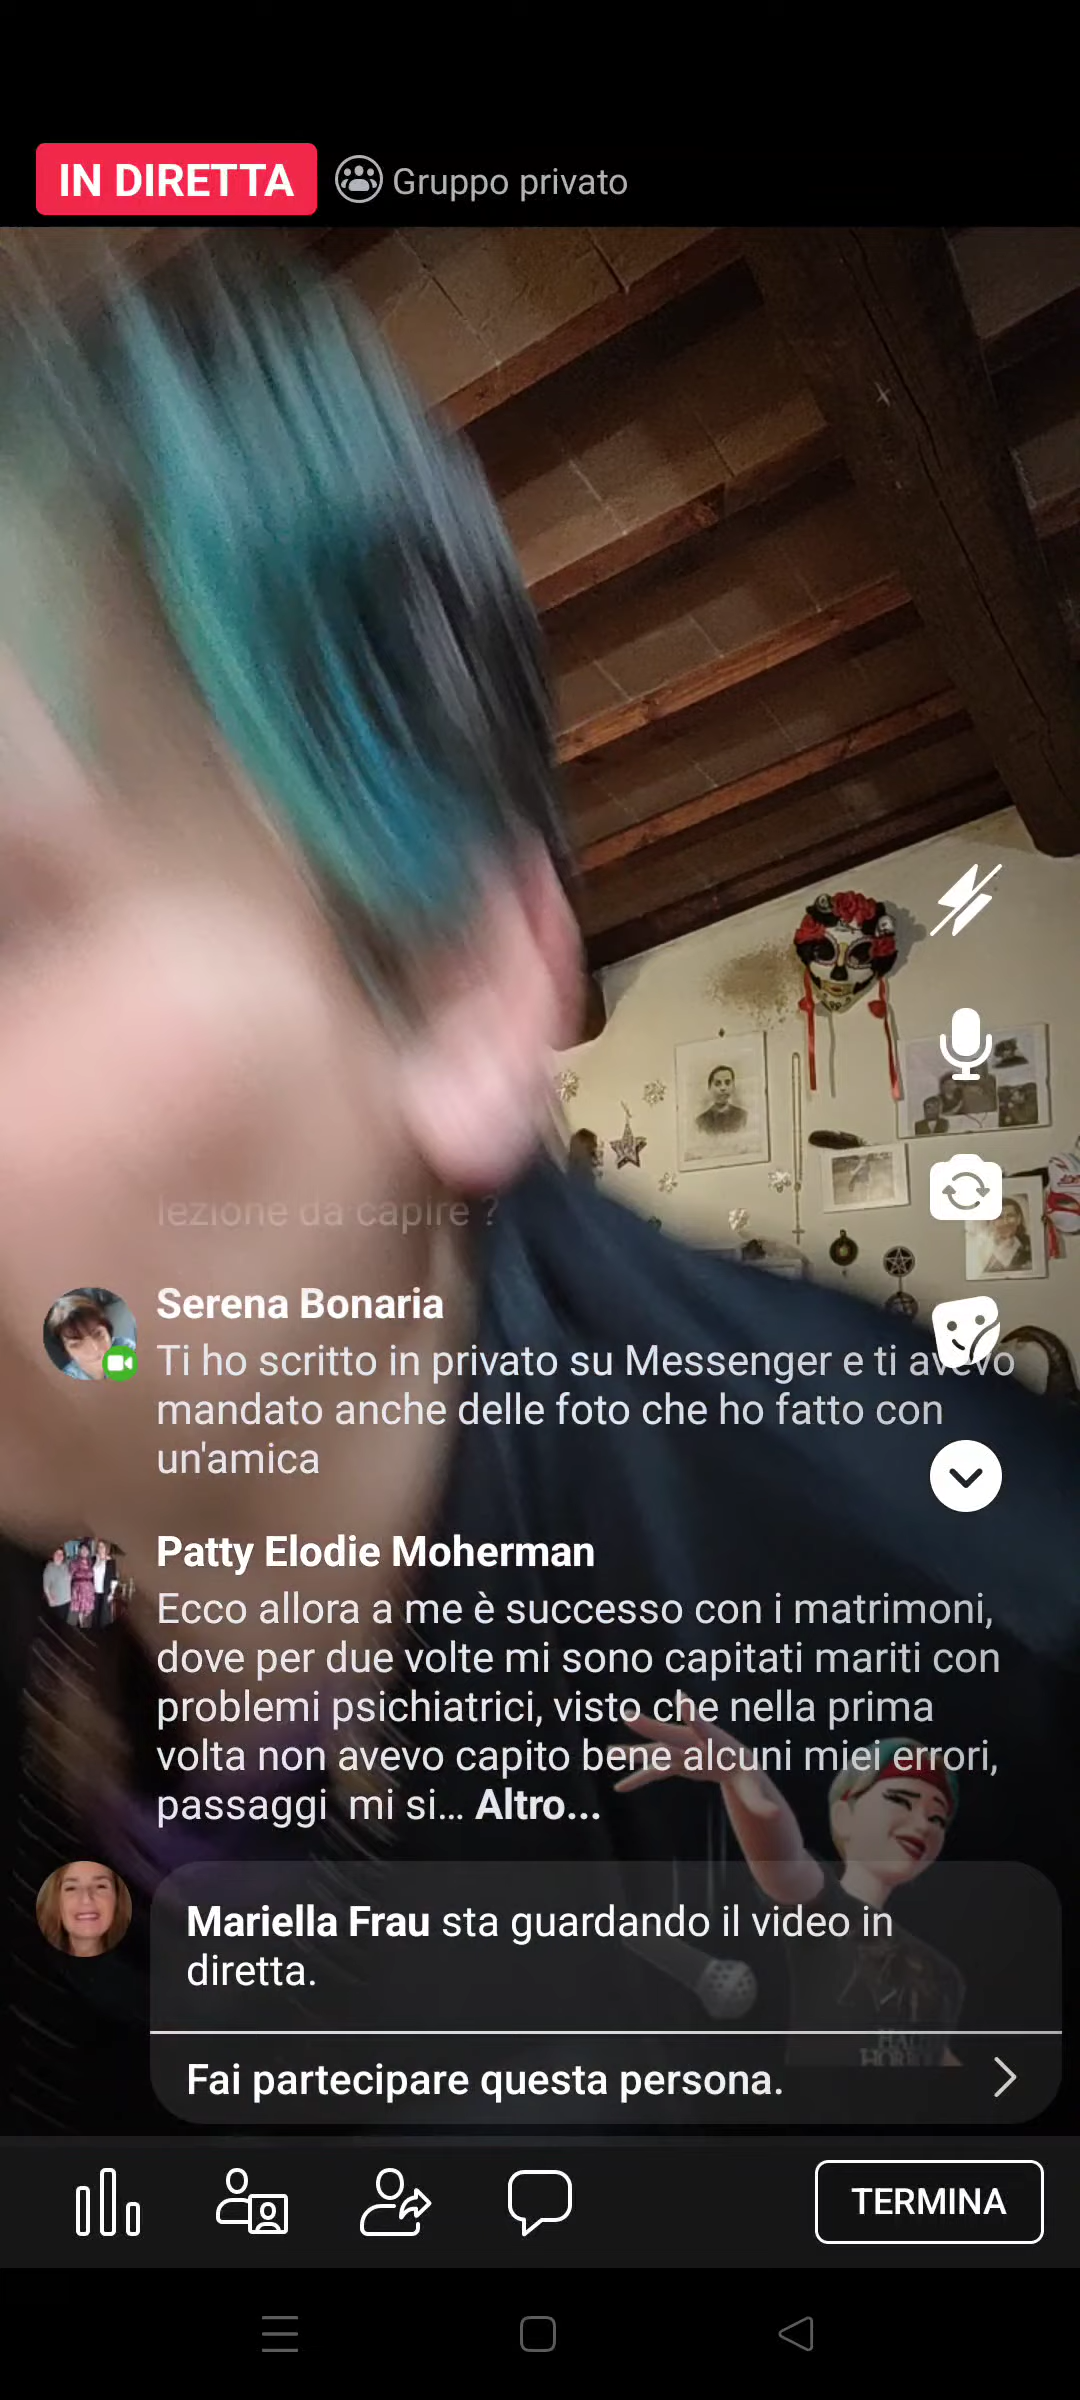 IN DIRETTA
Gruppo privato
lezione da capire ?
Serena Bonaria
Ti ho scritto in privato su Messenger e ti avevo
mandato anche delle foto che ho fatto con
un'amica
Patty Elodie Moherman
Ecco allora a me è successo con i matrimoni,
dove per due volte mi sono capitati mariti con
problemi psichiatrici, visto che nella prima
volta non avevo capito bene alcuni miei errori,
passaggi mi si... Altro...
Mariella Frau sta guardando il video in
diretta.
Fai partecipare questa persona.
TERMINA